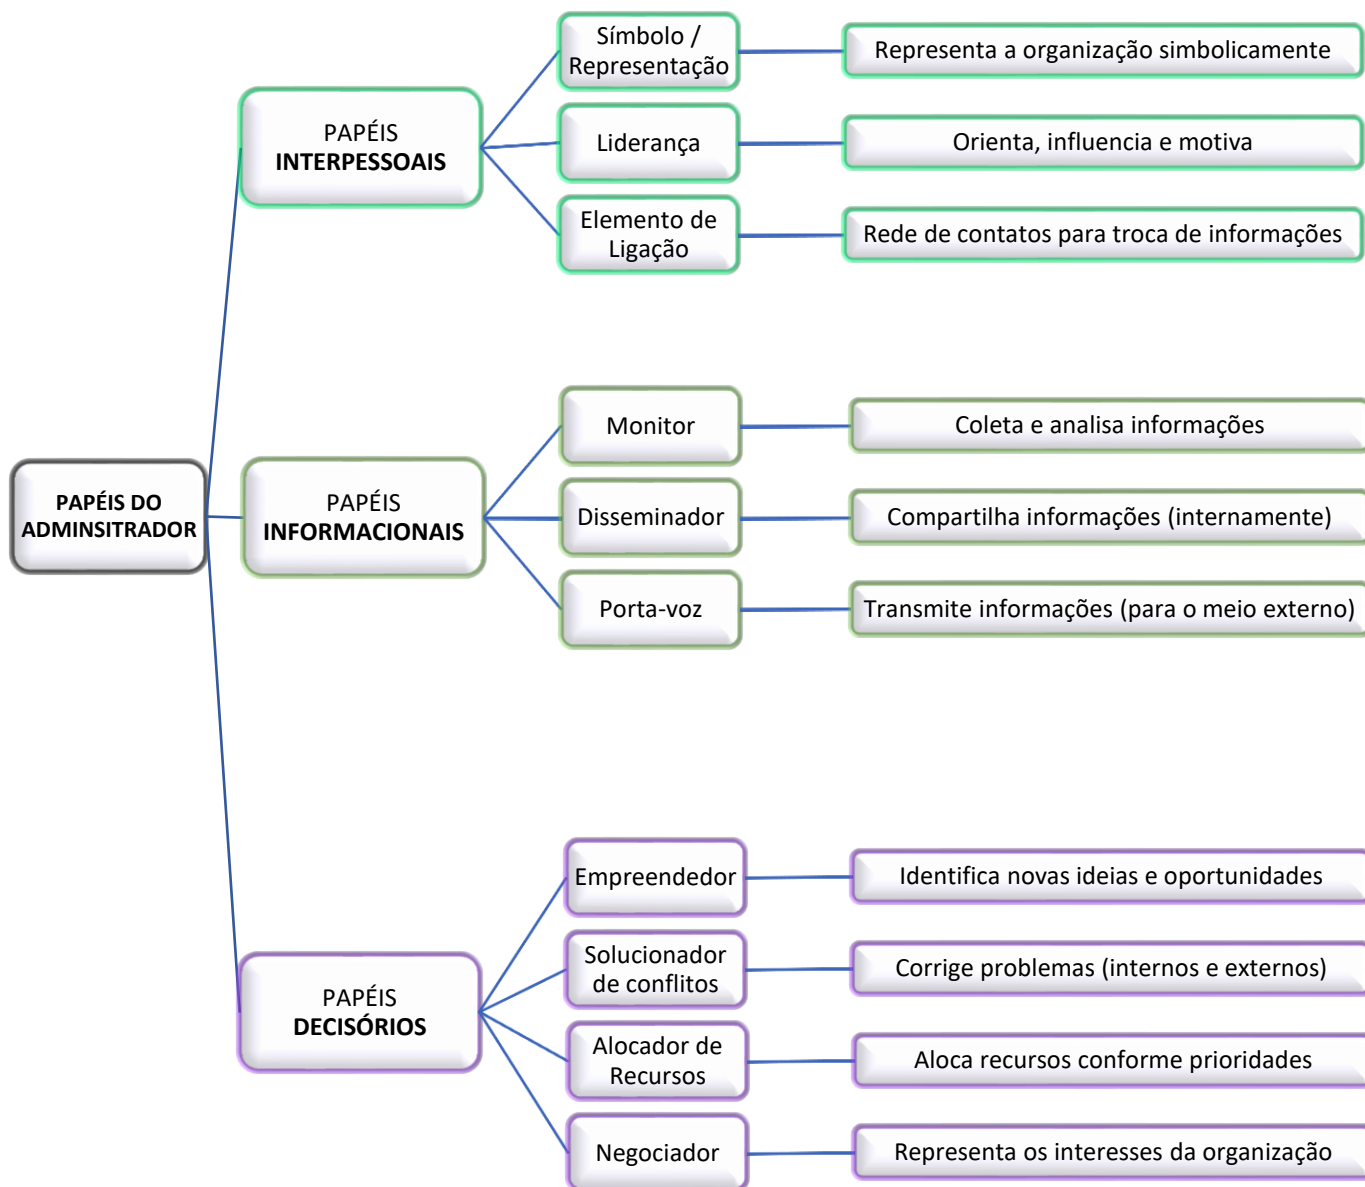 PAPÉIS DO
ADMINSITRADOR
PAPÉIS
INTERPESSOAIS
Símbolo /
Representação
Representa a organização simbolicamente
Liderança
Orienta, influencia e motiva
Elemento de
Ligação
Rede de contatos para troca de informações
PAPÉIS
INFORMACIONAIS
Monitor
Coleta e analisa informações
Disseminador
Compartilha informações (internamente)
Porta-voz
Transmite informações (para o meio externo)
PAPÉIS
DECISÓRIOS
Empreendedor
Identifica novas ideias e oportunidades
Solucionador
de conflitos
Corrige problemas (internos e externos)
Alocador de
Recursos
Aloca recursos conforme prioridades
Negociador
Representa os interesses da organização